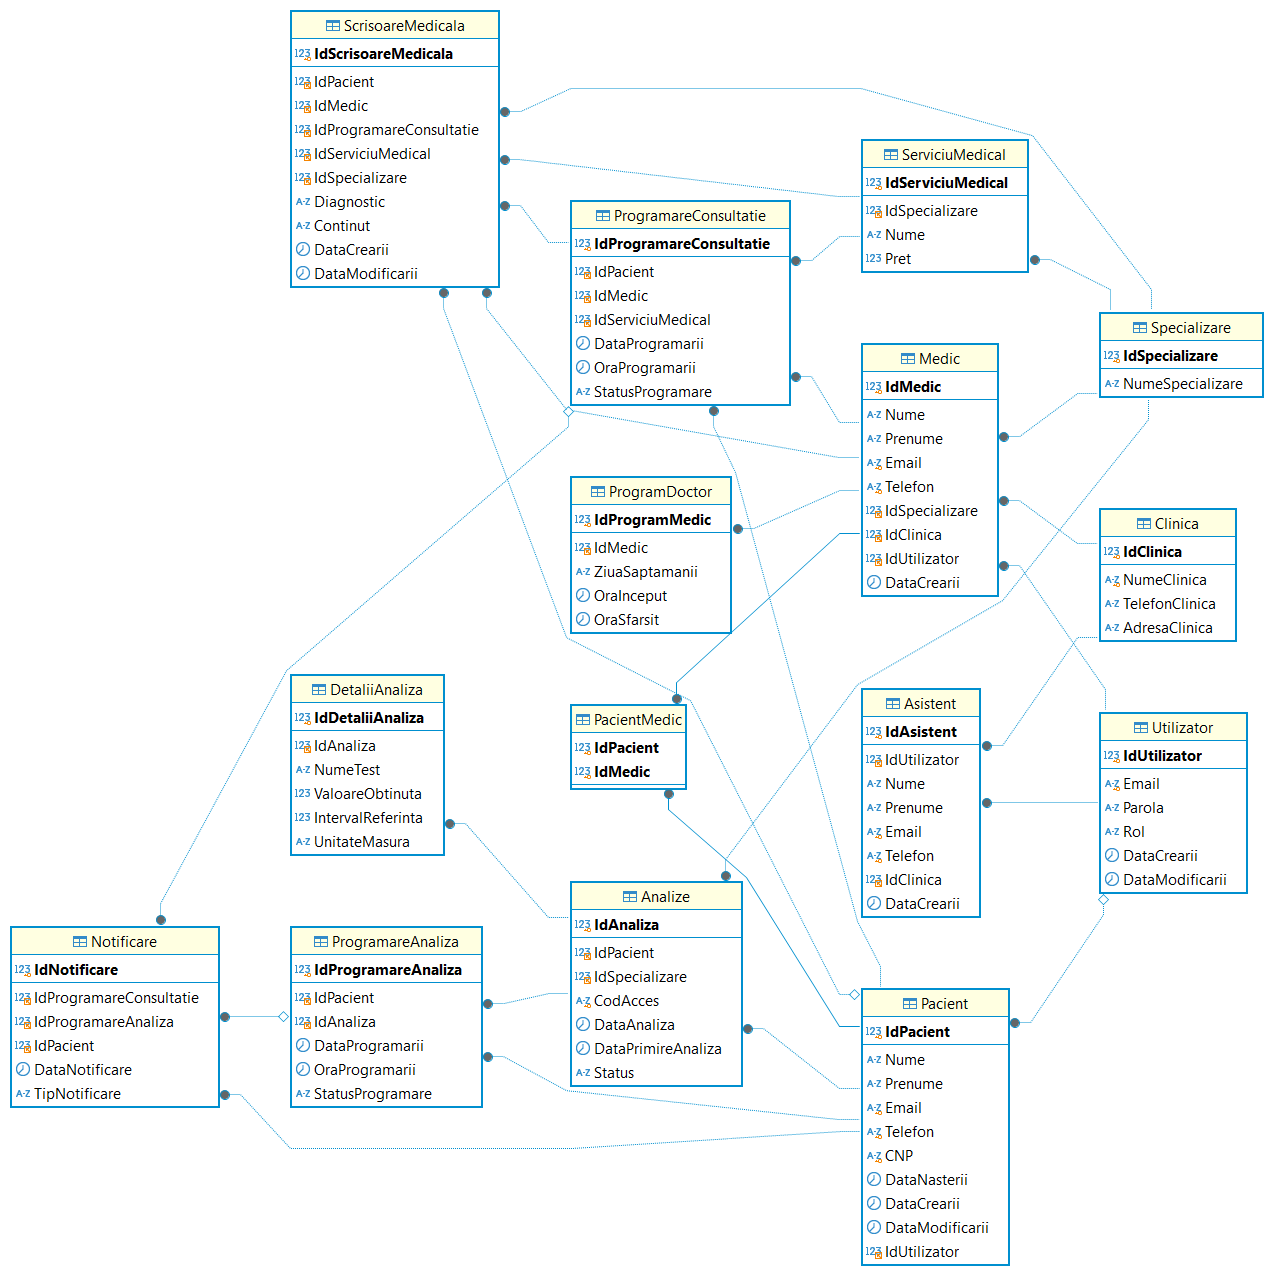 ScrisoareMedicala
IdScrisoareMedicala
IdPacient
IdMedic
IdProgramareConsultatie
IdServiciuMedical
IdSpecializare
Diagnostic
Continut
DataCrearii
DataModificarii
ServiciuMedical
IdServiciuMedical
IdSpecializare
Nume
Pret
ProgramareConsultatie
IdProgramareConsultatie
IdPacient
IdMedic
IdServiciuMedical
DataProgramarii
OraProgramarii
StatusProgramare
Specializare
IdSpecializare
NumeSpecializare
Medic
IdMedic
Nume
Prenume
Email
Telefon
IdSpecializare
IdClinica
IdUtilizator
DataCrearii
ProgramDoctor
IdProgramMedic
IdMedic
ZiuaSaptamanii
OraInceput
OraSfarsit
Clinica
IdClinica
NumeClinica
TelefonClinica
AdresaClinica
DetaliiAnaliza
IdDetaliiAnaliza
IdAnaliza
NumeTest
ValoareObtinuta
IntervalReferinta
UnitateMasura
PacientMedic
IdPacient
IdMedic
Asistent
IdAsistent
IdUtilizator
Nume
Prenume
Email
Telefon
IdClinica
DataCrearii
Utilizator
IdUtilizator
Email
Parola
Rol
DataCrearii
DataModificarii
Notificare
IdNotificare
IdProgramareConsultatie
IdProgramareAnaliza
IdPacient
DataNotificare
TipNotificare
ProgramareAnaliza
IdProgramareAnaliza
IdPacient
IdAnaliza
DataProgramarii
OraProgramarii
StatusProgramare
Analize
IdAnaliza
IdPacient
IdSpecializare
CodAcces
DataAnaliza
DataPrimireAnaliza
Status
Pacient
IdPacient
Nume
Prenume
Email
Telefon
CNP
DataNasterii
DataCrearii
DataModificarii
IdUtilizator